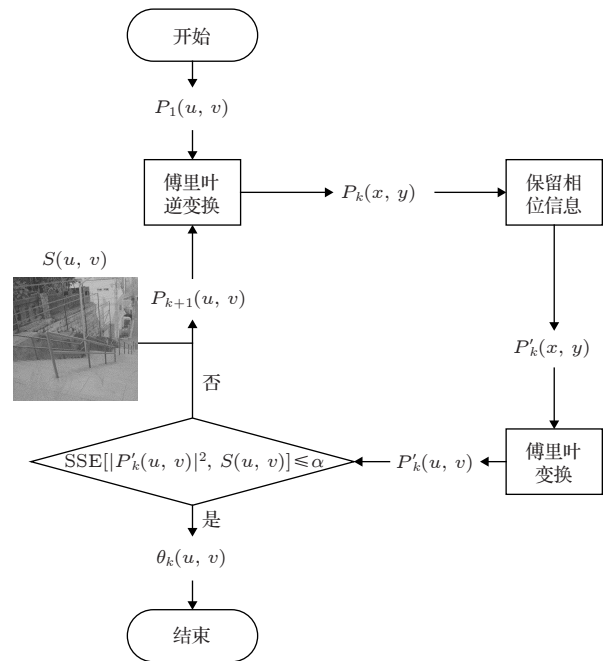 开始
P₁(u, v)
傅里叶
逆变换
Pₖ(x, y)
保留相
位信息
S(u, v)
Pₖ₊₁(u, v)
P′ₖ(x, y)
否
SSE[|P′ₖ(u, v)|², S(u, v)]⩽α
P′ₖ(u, v)
傅里叶
变换
是
θₖ(u, v)
结束